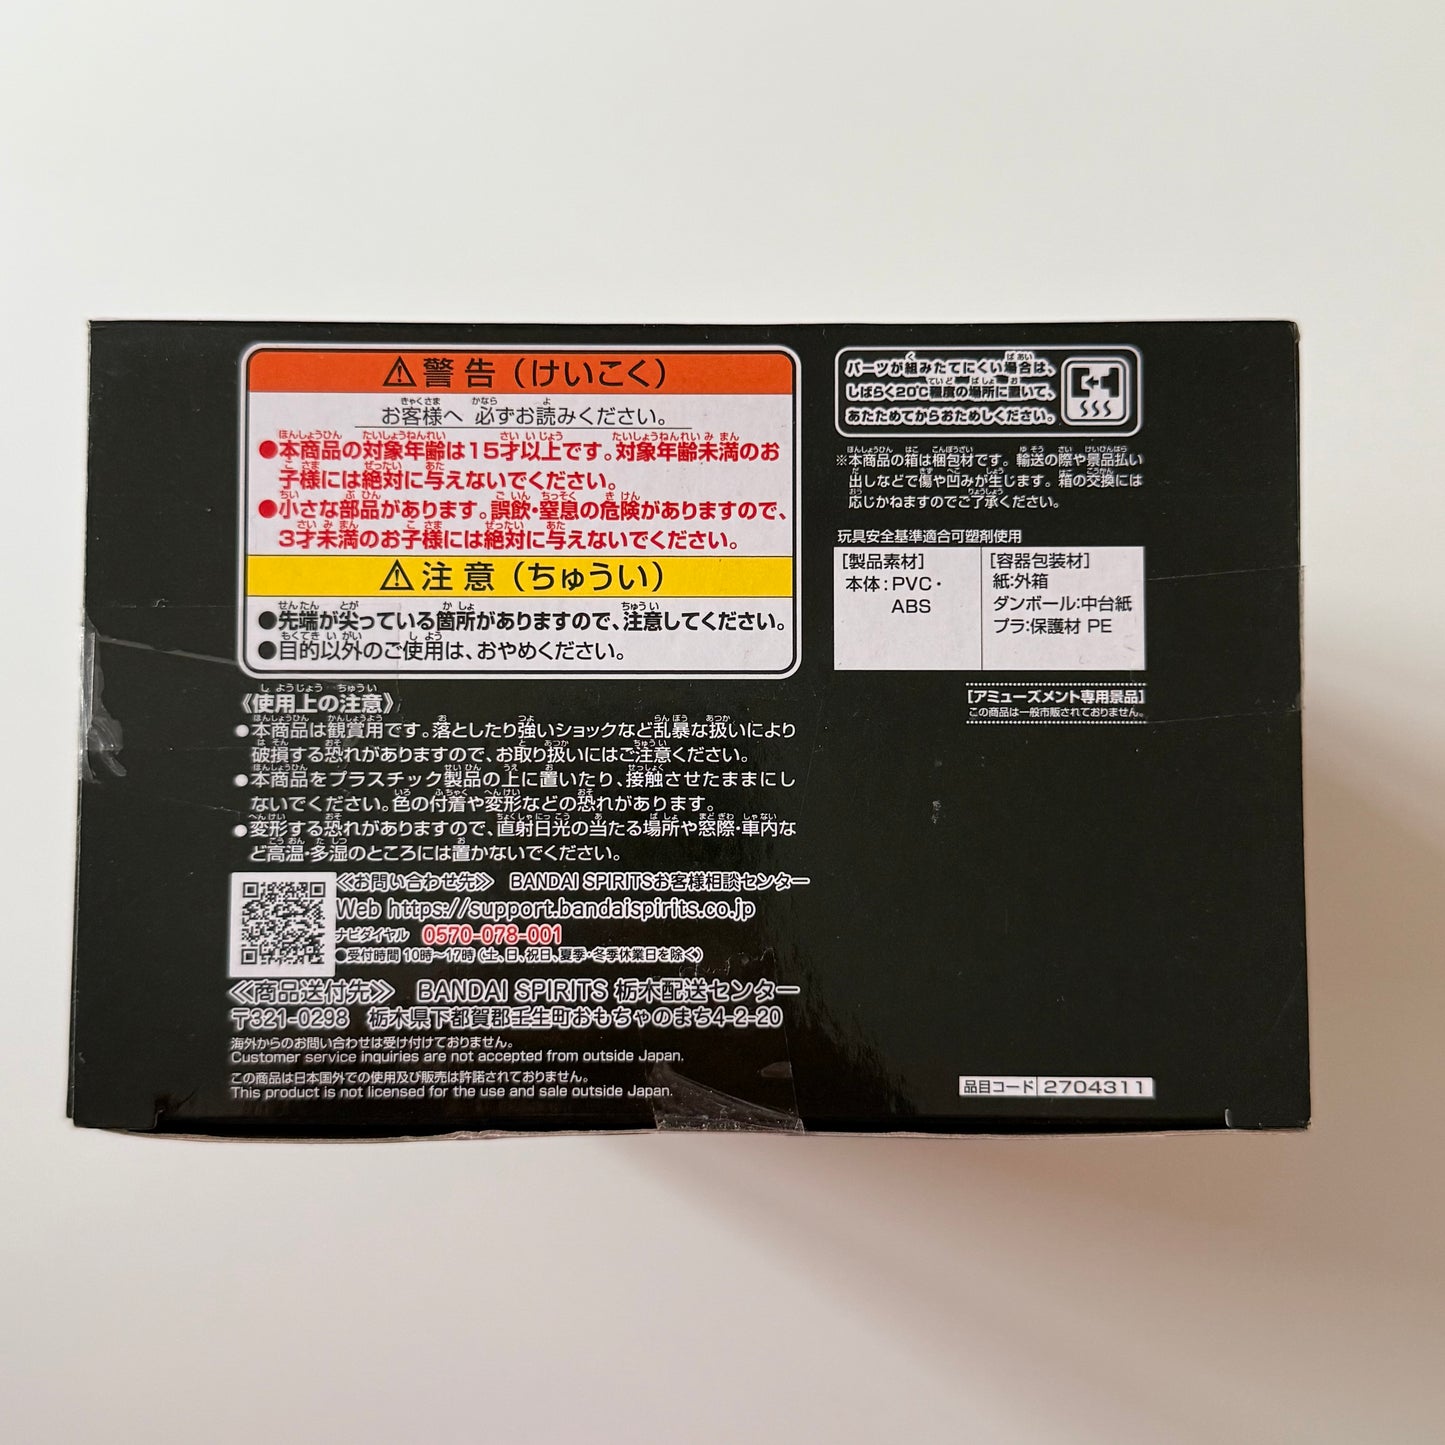 ⚠警告（けいこく）
お客様へ 必ずお読みください。
●本商品の対象年齢は15才以上です。対象年齢未満のお
子様には絶対に与えないでください。
●小さな部品があります。誤飲・窒息の危険がありますので、
3才未満のお子様には絶対に与えないでください。
⚠注意（ちゅうい）
●先端が尖っている箇所がありますので、注意してください。
●目的以外のご使用は、おやめください。
《使用上の注意》
●本商品は観賞用です。落としたり強いショックなど乱暴な扱いにより
破損する恐れがありますので、お取り扱いにはご注意ください。
●本商品をプラスチック製品の上に置いたり、接触させたままにし
ないでください。色の付着や変形などの恐れがあります。
●変形する恐れがありますので、直射日光の当たる場所や窓際・車内な
ど高温・多湿のところには置かないでください。
≪お問い合わせ先≫ BANDAI SPIRITSお客様相談センター
Web https://support.bandaispirits.co.jp
ナビダイヤル 0570-078-001
●受付時間 10時～17時（土、日、祝日、夏季・冬季休業日を除く）
≪商品送付先≫ BANDAI SPIRITS 栃木配送センター
〒321-0298 栃木県下都賀郡壬生町おもちゃのまち4-2-20
海外からのお問い合わせは受け付けておりません。
Customer service inquiries are not accepted from outside Japan.
この商品は日本国外での使用及び販売は許諾されておりません。
This product is not licensed for the use and sale outside Japan.
パーツが組みたてにくい場合は、
しばらく20℃程度の場所に置いて、
あたためてからおためしください。
※本商品の箱は梱包材です。輸送の際や景品払い
出しなどで傷や凹みが生じます。箱の交換には
応じかねますのでご了承ください。
玩具安全基準適合可塑剤使用
[製品素材]
本体:PVC・
ABS
[容器包装材]
紙:外箱
ダンボール:中台紙
プラ:保護材 PE
[アミューズメント専用景品]
この商品は一般市販されておりません。
品目コード 2704311